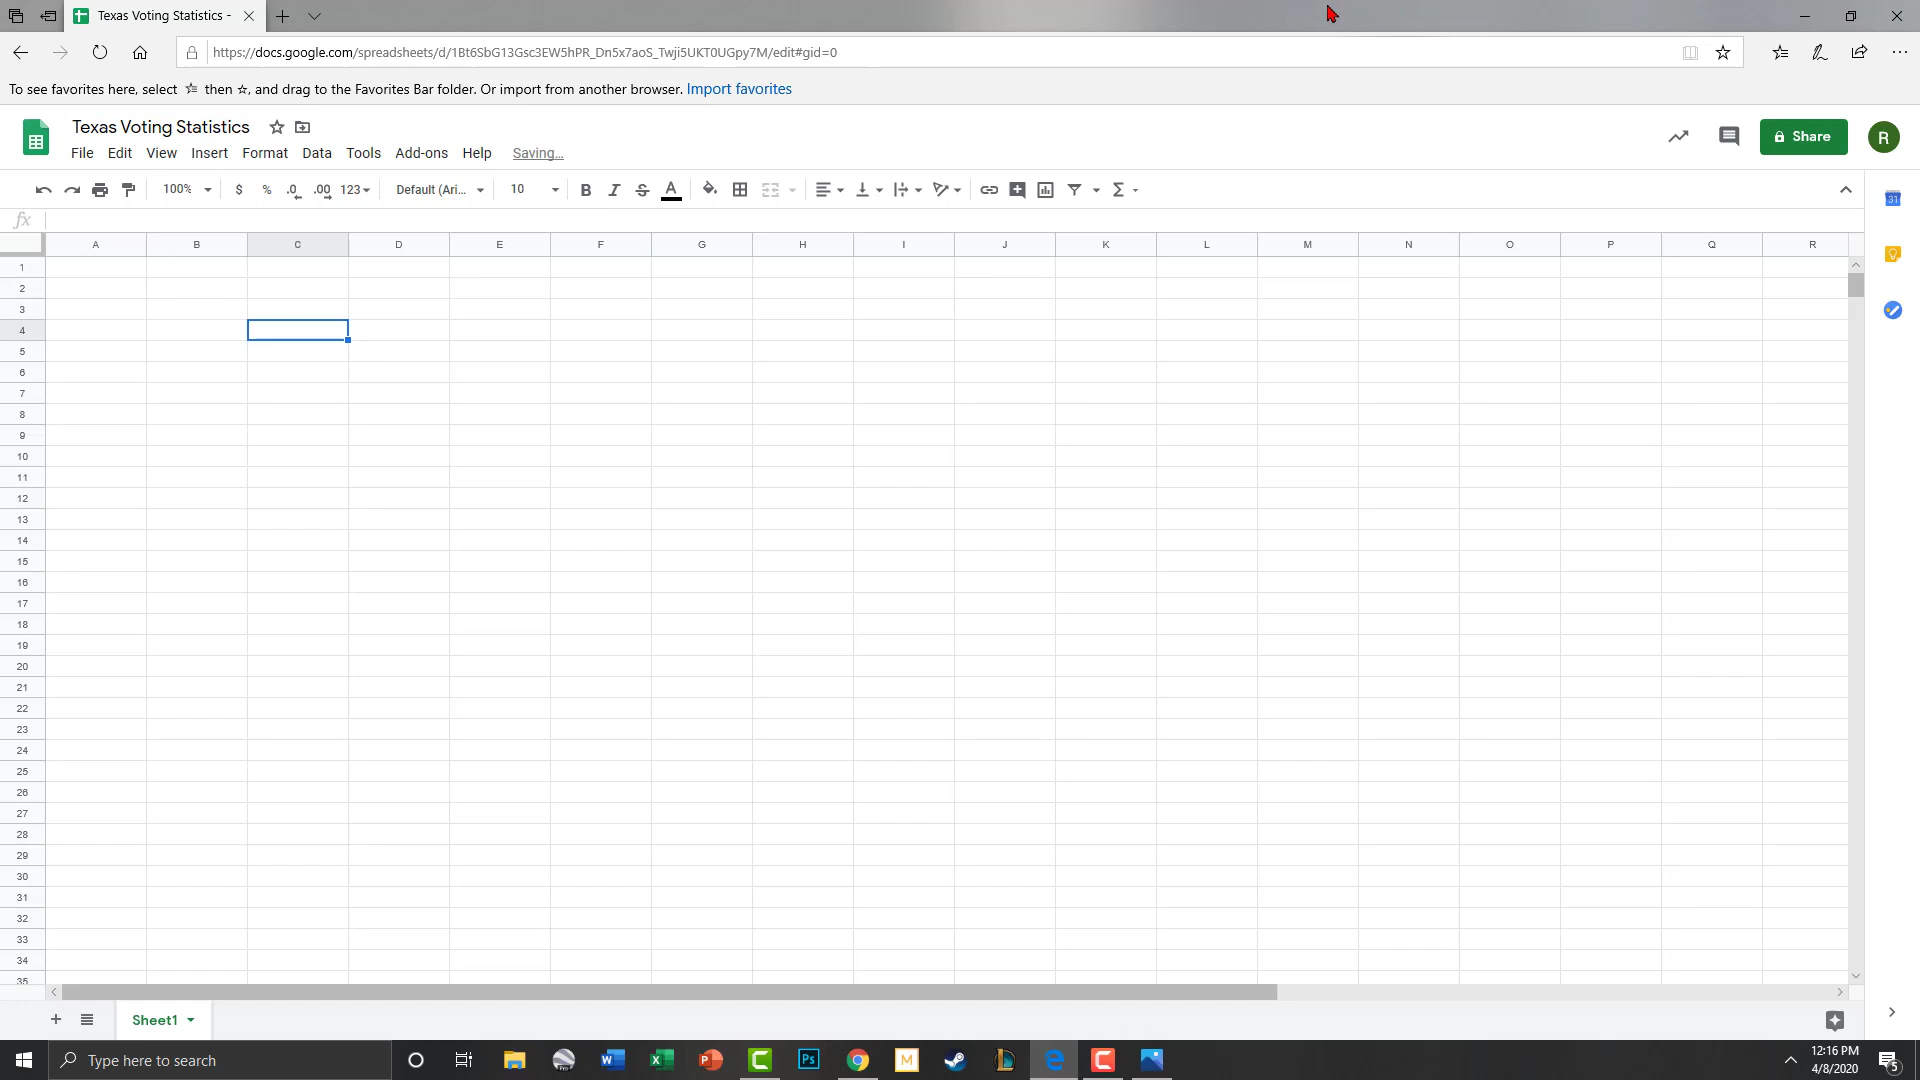 Texas Voting Statistics -
https://docs.google.com/spreadsheets/d/1Bt6SbG13Gsc3EW5hPR_Dn5x7aoS_Twji5UKT0UGpy7M/edit#gid=0
To see favorites here, select then ☆, and drag to the Favorites Bar folder. Or import from another browser. Import favorites
Texas Voting Statistics
Share
R
File Edit View Insert Format Data Tools Add-ons Help Saving...
100% $ % .0 .00 123 Default (Ari... 10 B I S A Σ
31
fx
A B C D E F G H I J K L M N O P Q R
1
2
3
4
5
6
7
8
9
10
11
12
13
14
15
16
17
18
19
20
21
22
23
24
25
26
27
28
29
30
31
32
33
34
35
+ Sheet1
Type here to search
W X P C Ps M L e C
12:16 PM
4/8/2020
5